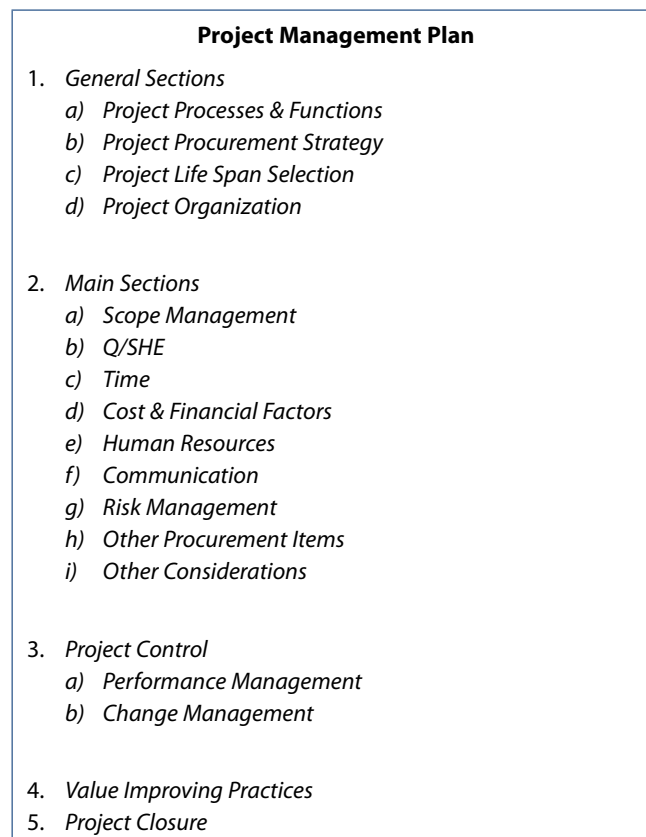 Project Management Plan
1. General Sections
a) Project Processes & Functions
b) Project Procurement Strategy
c) Project Life Span Selection
d) Project Organization
2. Main Sections
a) Scope Management
b) Q/SHE
c) Time
d) Cost & Financial Factors
e) Human Resources
f) Communication
g) Risk Management
h) Other Procurement Items
i) Other Considerations
3. Project Control
a) Performance Management
b) Change Management
4. Value Improving Practices
5. Project Closure